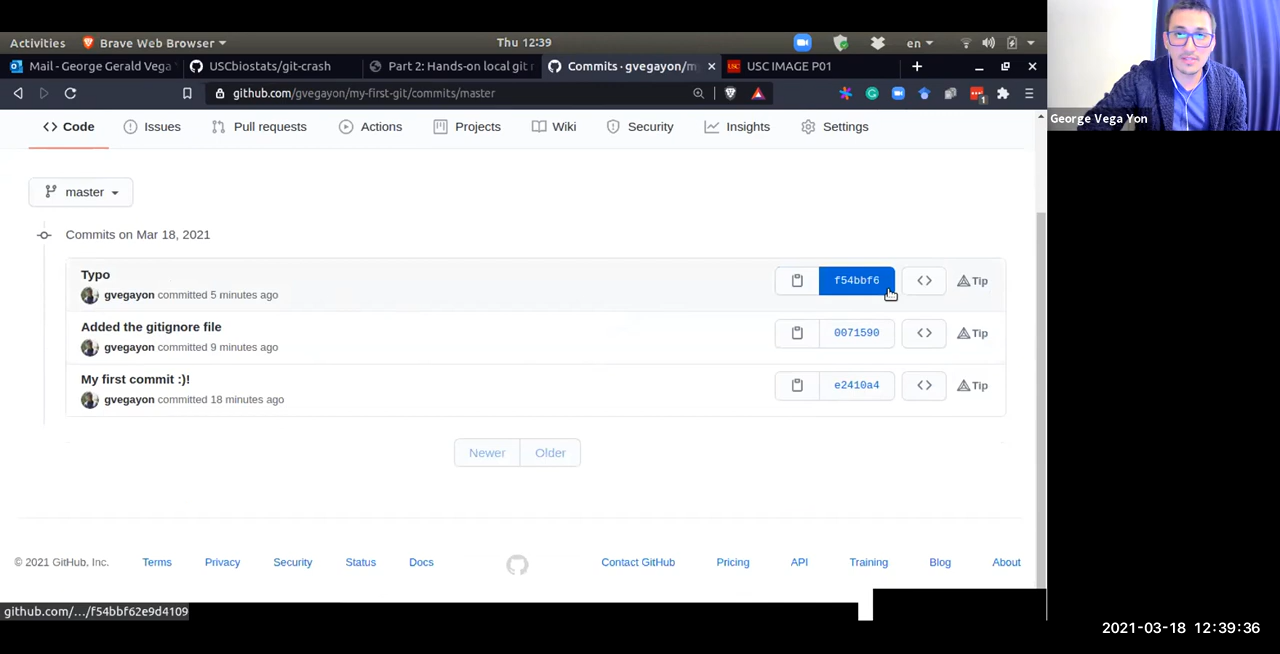 Activities Brave Web Browser Thu 12:39 en
Mail - George Gerald Vega USCbiostats/git-crash Part 2: Hands-on local git Commits · gvegayon/m USC IMAGE P01
github.com/gvegayon/my-first-git/commits/master 1
Code Issues Pull requests Actions Projects Wiki Security Insights Settings
George Vega Yon
master
Commits on Mar 18, 2021
Typo
f54bbf6 Tip
gvegayon committed 5 minutes ago
Added the gitignore file
0071590 Tip
gvegayon committed 9 minutes ago
My first commit :)!
e2410a4 Tip
gvegayon committed 18 minutes ago
Newer Older
© 2021 GitHub, Inc. Terms Privacy Security Status Docs Contact GitHub Pricing API Training Blog About
github.com/.../f54bbf62e9d4109
2021-03-18 12:39:36